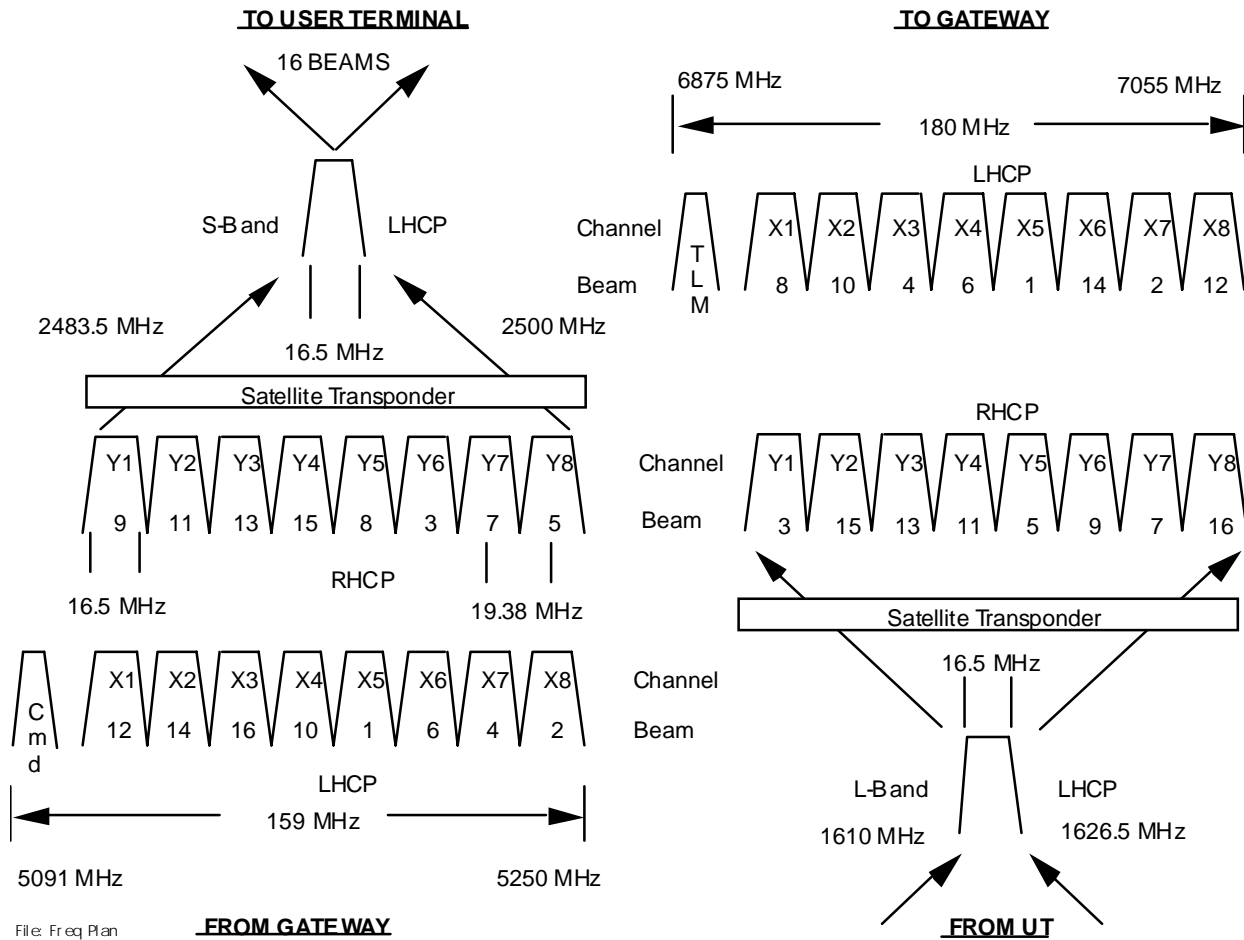 TO USER TERMINAL
16 BEAMS
S-Band LHCP
2483.5 MHz 2500 MHz
16.5 MHz
Satellite Transponder
Y1 Y2 Y3 Y4 Y5 Y6 Y7 Y8
9 11 13 15 8 3 7 5
RHCP
16.5 MHz 19.38 MHz
X1 X2 X3 X4 X5 X6 X7 X8
Cmd
12 14 16 10 1 6 4 2
LHCP
159 MHz
5091 MHz 5250 MHz
File: Freq Plan
FROM GATEWAY
TO GATEWAY
6875 MHz 7055 MHz
180 MHz
LHCP
Channel X1 X2 X3 X4 X5 X6 X7 X8
TLM
Beam 8 10 4 6 1 14 2 12
RHCP
Channel Y1 Y2 Y3 Y4 Y5 Y6 Y7 Y8
Beam 3 15 13 11 5 9 7 16
Satellite Transponder
16.5 MHz
Channel
Beam
L-Band LHCP
1610 MHz 1626.5 MHz
FROM UT